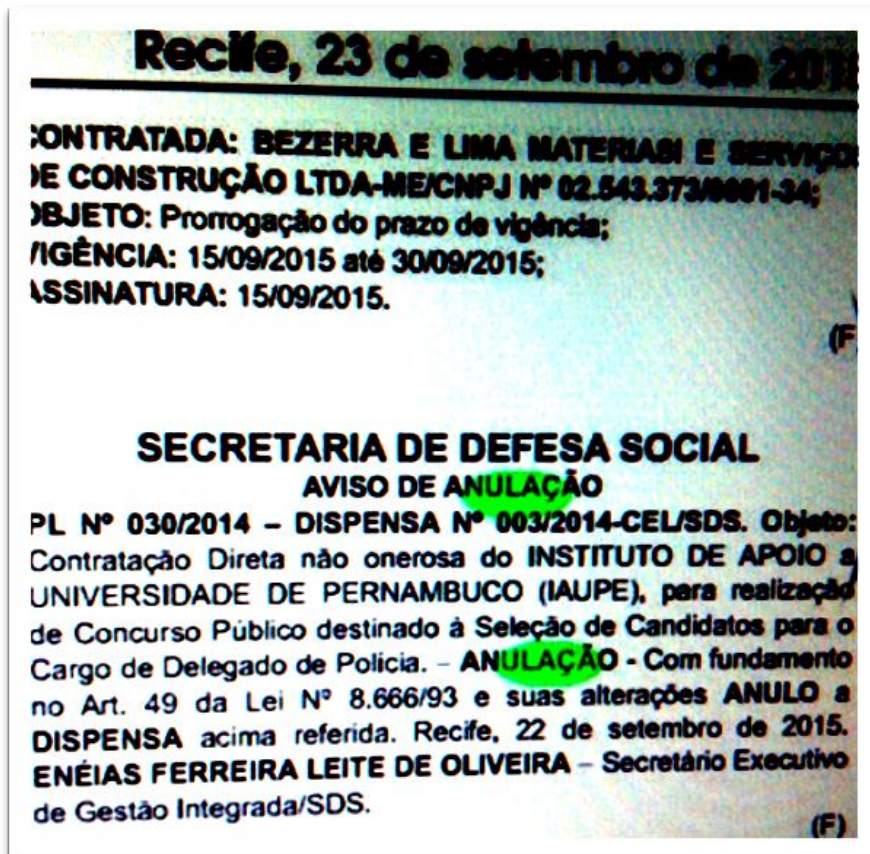 Recife, 23 de setembro de 201
CONTRATADA: BEZERRA E LIMA MATERIASI E SERVIÇOS
DE CONSTRUÇÃO LTDA-ME/CNPJ Nº 02.543.373/0001-34;
OBJETO: Prorrogação do prazo de vigência;
VIGÊNCIA: 15/09/2015 até 30/09/2015;
ASSINATURA: 15/09/2015.
(F
SECRETARIA DE DEFESA SOCIAL
AVISO DE ANULAÇÃO
PL Nº 030/2014 – DISPENSA Nº 003/2014-CEL/SDS. Objeto:
Contratação Direta não onerosa do INSTITUTO DE APOIO a
UNIVERSIDADE DE PERNAMBUCO (IAUPE), para realização
de Concurso Público destinado à Seleção de Candidatos para o
Cargo de Delegado de Policia. – ANULAÇÃO - Com fundamento
no Art. 49 da Lei Nº 8.666/93 e suas alterações ANULO a
DISPENSA acima referida. Recife, 22 de setembro de 2015.
ENÉIAS FERREIRA LEITE DE OLIVEIRA – Secretário Executivo
de Gestão Integrada/SDS.
(F)